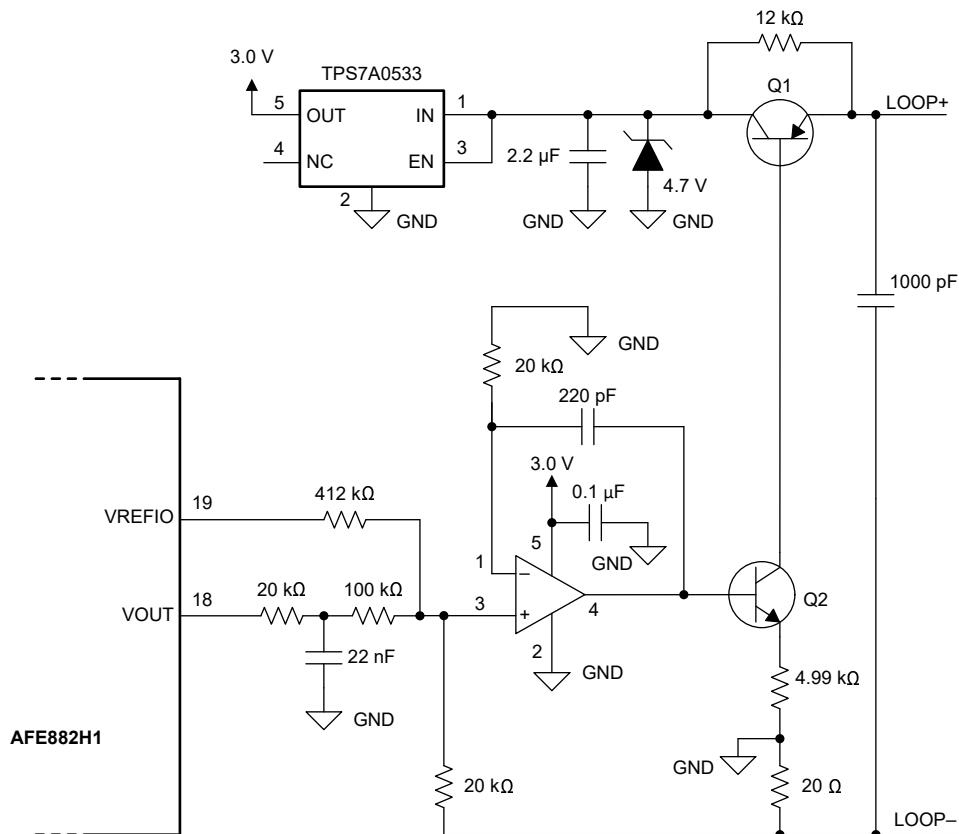 12 kΩ
3.0 V
TPS7A0533
Q1
5
OUT
IN
1
LOOP+
4
NC
EN
3
2.2 µF
4.7 V
2
GND
GND
GND
1000 pF
GND
20 kΩ
220 pF
3.0 V
412 kΩ
0.1 µF
19
VREFIO
5
GND
1
−
20 kΩ
100 kΩ
VOUT
18
3
+
4
Q2
2
22 nF
GND
4.99 kΩ
GND
AFE882H1
GND
20 kΩ
20 Ω
LOOP–